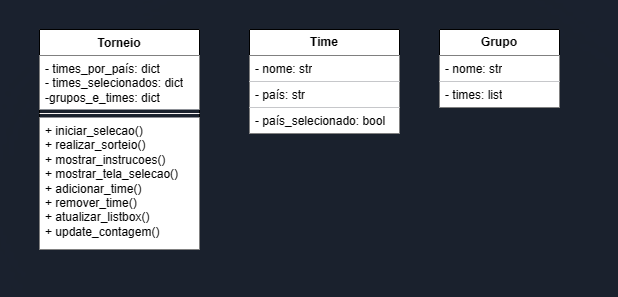 Torneio
- times_por_país: dict
- times_selecionados: dict
-grupos_e_times: dict
+ iniciar_selecao()
+ realizar_sorteio()
+ mostrar_instrucoes()
+ mostrar_tela_selecao()
+ adicionar_time()
+ remover_time()
+ atualizar_listbox()
+ update_contagem()
Time
- nome: str
- país: str
- país_selecionado: bool
Grupo
- nome: str
- times: list